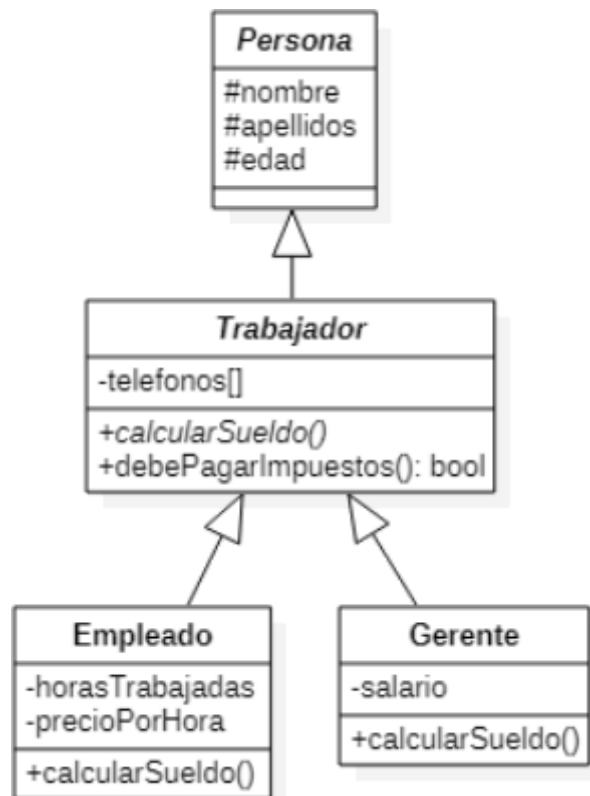 Persona
#nombre
#apellidos
#edad
Trabajador
-telefonos[]
+calcularSueldo()
+debePagarImpuestos(): bool
Empleado
-horasTrabajadas
-precioPorHora
+calcularSueldo()
Gerente
-salario
+calcularSueldo()